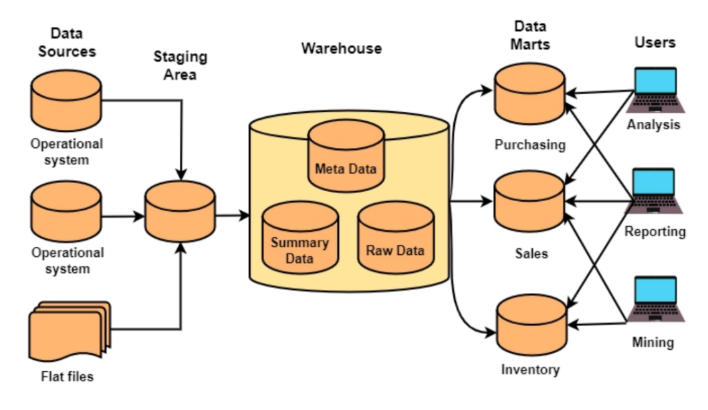 Data
Sources
Staging
Area
Warehouse
Data
Marts
Users
Operational
system
Operational
system
Flat files
Meta Data
Summary
Data
Raw Data
Purchasing
Sales
Inventory
Analysis
Reporting
Mining